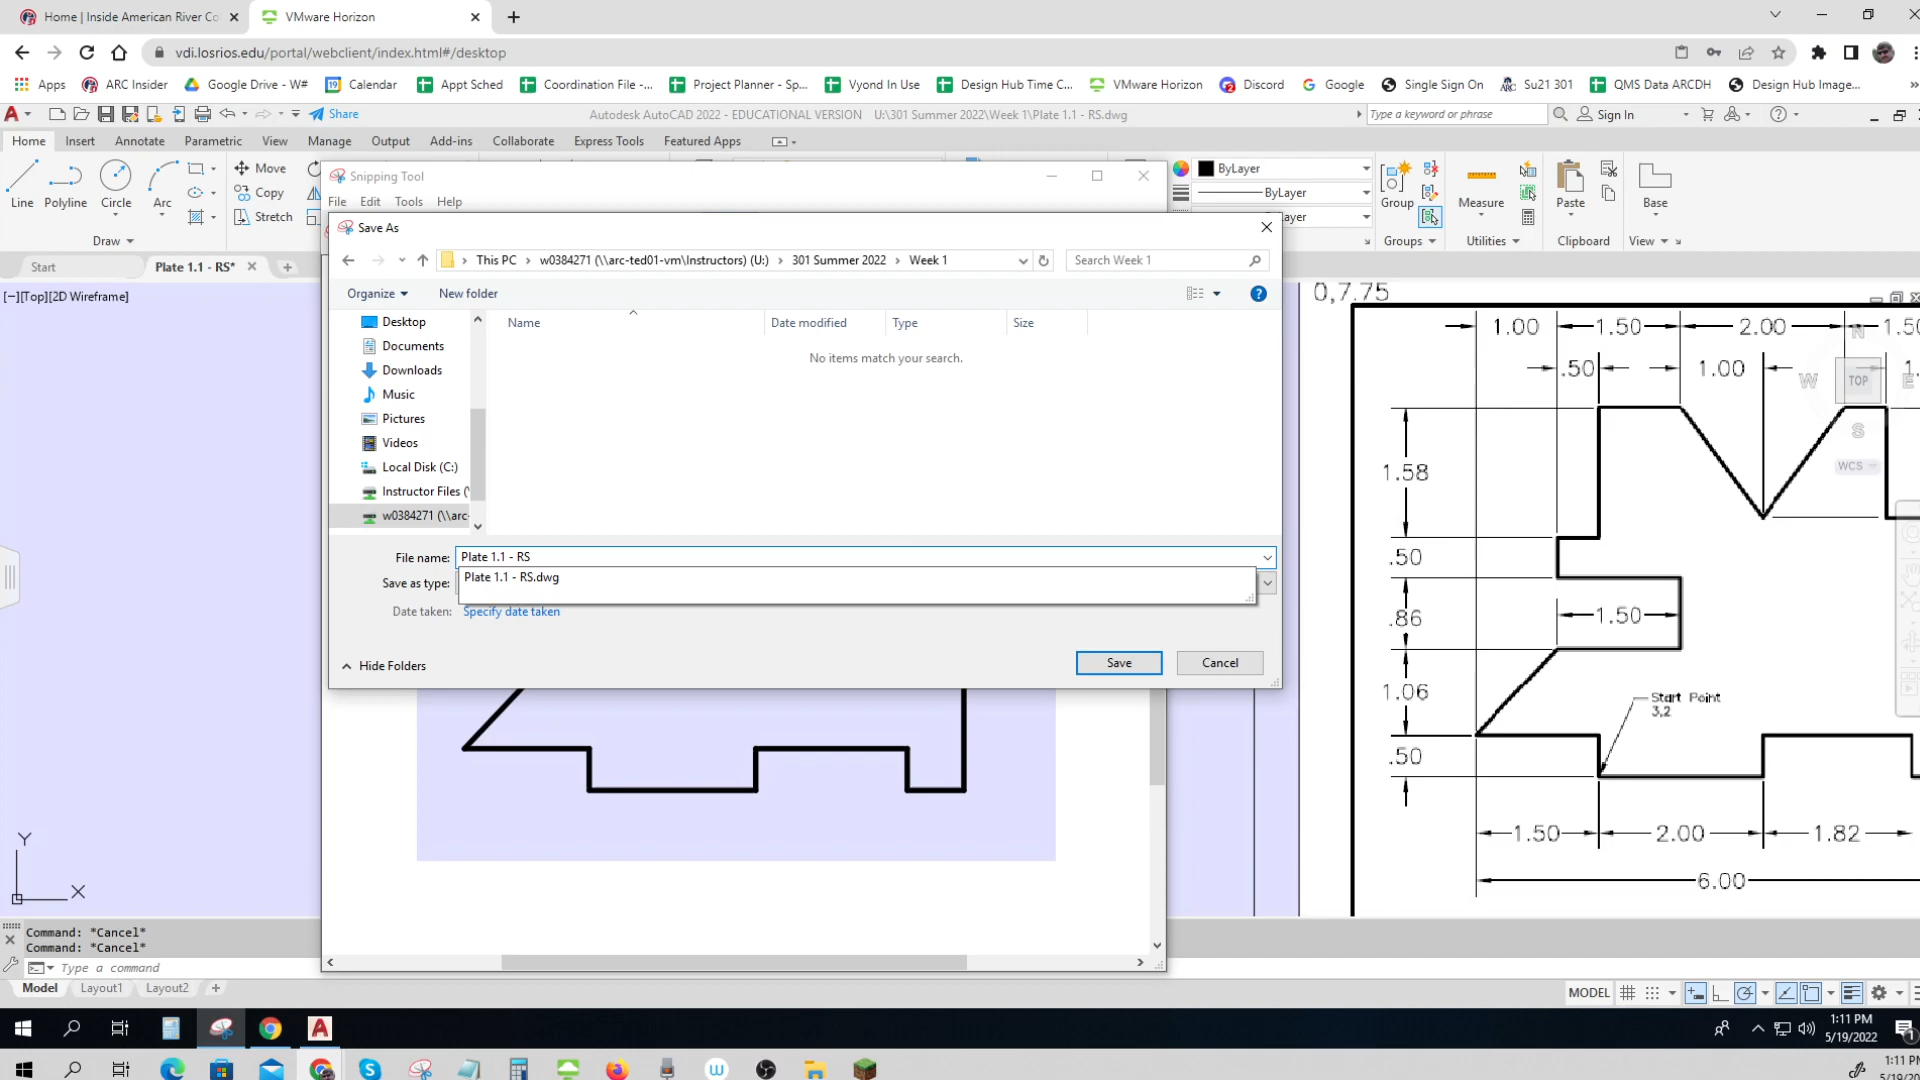 Home | Inside American River Co
VMware Horizon
vdi.losrios.edu/portal/webclient/index.html#/desktop
Apps
ARC Insider
Google Drive - W#
Calendar
Appt Sched
Coordination File -...
Project Planner - Sp...
Vyond In Use
Design Hub Time C...
VMware Horizon
Discord
Google
Single Sign On
Su21 301
QMS Data ARCDH
Design Hub Image...
Share
Autodesk AutoCAD 2022 - EDUCATIONAL VERSION U:\301 Summer 2022\Week 1\Plate 1.1 - RS.dwg
Type a keyword or phrase
Sign In
Home Insert Annotate Parametric View Manage Output Add-ins Collaborate Express Tools Featured Apps
Line
Polyline
Circle
Arc
Move
Copy
Stretch
Draw
ByLayer
ByLayer
Layer
Group
Groups
Measure
Utilities
Paste
Clipboard
Base
View
Start
Plate 1.1 - RS*
[−][Top][2D Wireframe]
Snipping Tool
File Edit Tools Help
Save As
This PC > w0384271 (\\arc-ted01-vm\Instructors) (U:) > 301 Summer 2022 > Week 1
Search Week 1
Organize
New folder
Desktop
Documents
Downloads
Music
Pictures
Videos
Local Disk (C:)
Instructor Files (
w0384271 (\\arc-
Name
Date modified
Type
Size
No items match your search.
File name: Plate 1.1 - RS
Plate 1.1 - RS.dwg
Save as type:
Date taken: Specify date taken
Hide Folders
Save
Cancel
0,7.75
1.00
1.50
2.00
1.50
.50
1.00
1.
N
W
TOP
E
S
WCS
1.58
.50
.86
1.50
1.06
Start Point
3,2
.50
1.50
2.00
1.82
6.00
Y
X
Command: *Cancel*
Command: *Cancel*
Type a command
Model
Layout1
Layout2
MODEL
1:11 PM
5/19/2022
1
1:11 PM